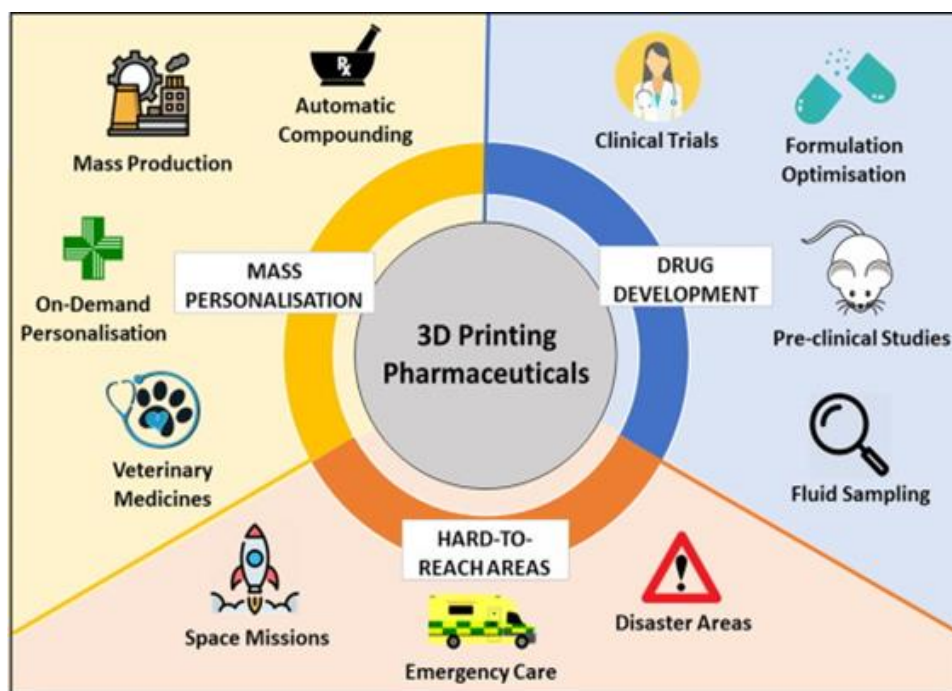 Rx
Automatic
Compounding
Mass Production
On-Demand
Personalisation
Veterinary
Medicines
MASS
PERSONALISATION
3D Printing
Pharmaceuticals
DRUG
DEVELOPMENT
Clinical Trials
Formulation
Optimisation
Pre-clinical Studies
Fluid Sampling
HARD-TO-
REACH AREAS
Space Missions
Emergency Care
Disaster Areas
!